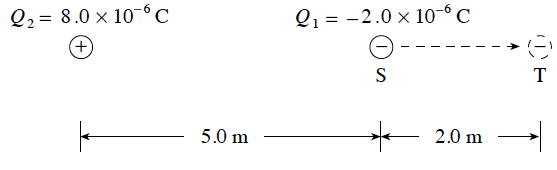 Q₂ = 8.0 × 10⁻⁶ C
Q₁ = −2.0 × 10⁻⁶ C
+
−
−
S
T
5.0 m
2.0 m